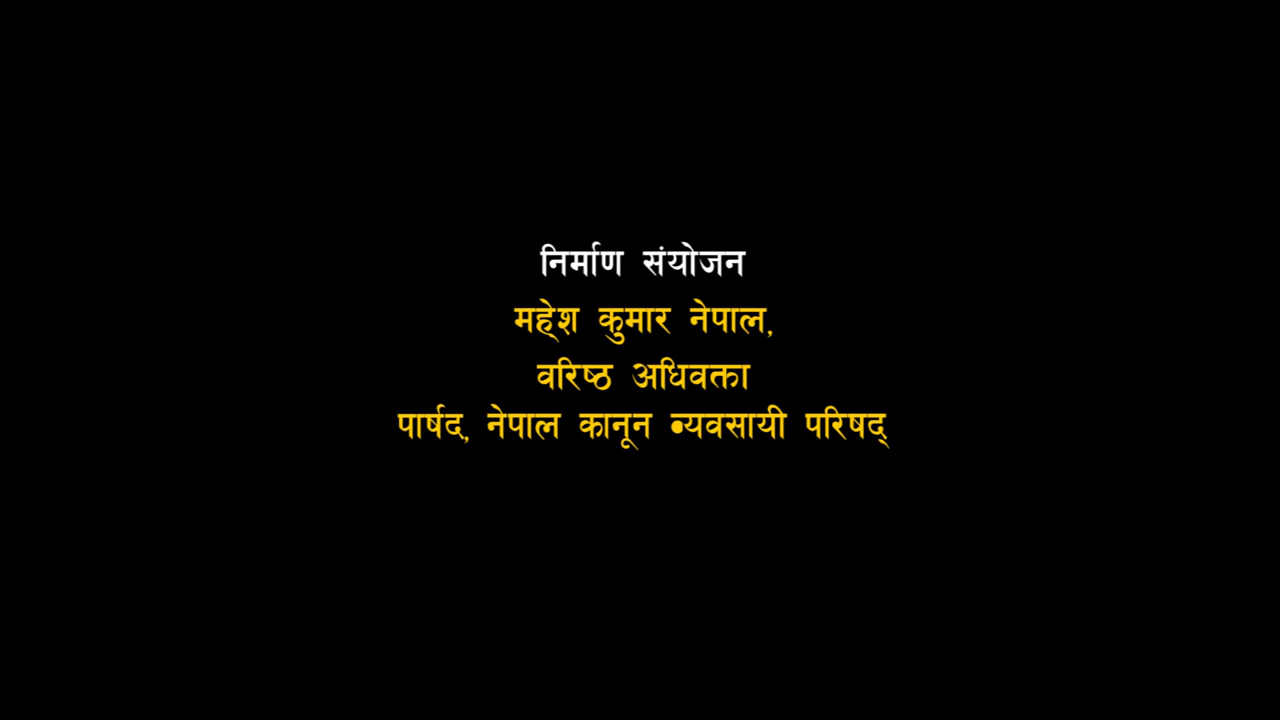 निर्माण संयोजन
महेश कुमार नेपाल,
वरिष्ठ अधिवक्ता
पार्षद, नेपाल कानून व्यवसायी परिषद्